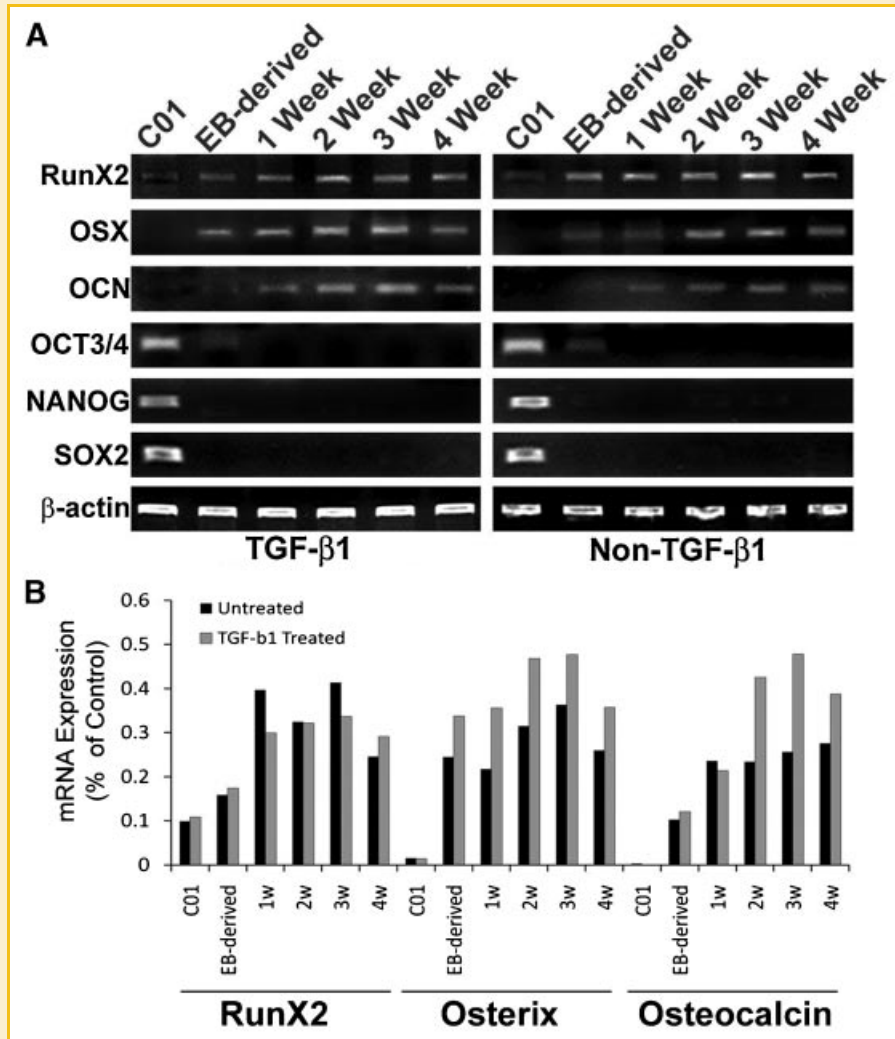 A
C01 EB-derived 1 Week 2 Week 3 Week 4 Week C01 EB-derived 1 Week 2 Week 3 Week 4 Week
RunX2
OSX
OCN
OCT3/4
NANOG
SOX2
β-actin
TGF-β1 Non-TGF-β1
B
mRNA Expression
(% of Control)
0.6
0.5
0.4
0.3
0.2
0.1
0
Untreated
TGF-b1 Treated
C01 EB-derived 1w 2w 3w 4w C01 EB-derived 1w 2w 3w 4w C01 EB-derived 1w 2w 3w 4w
RunX2 Osterix Osteocalcin